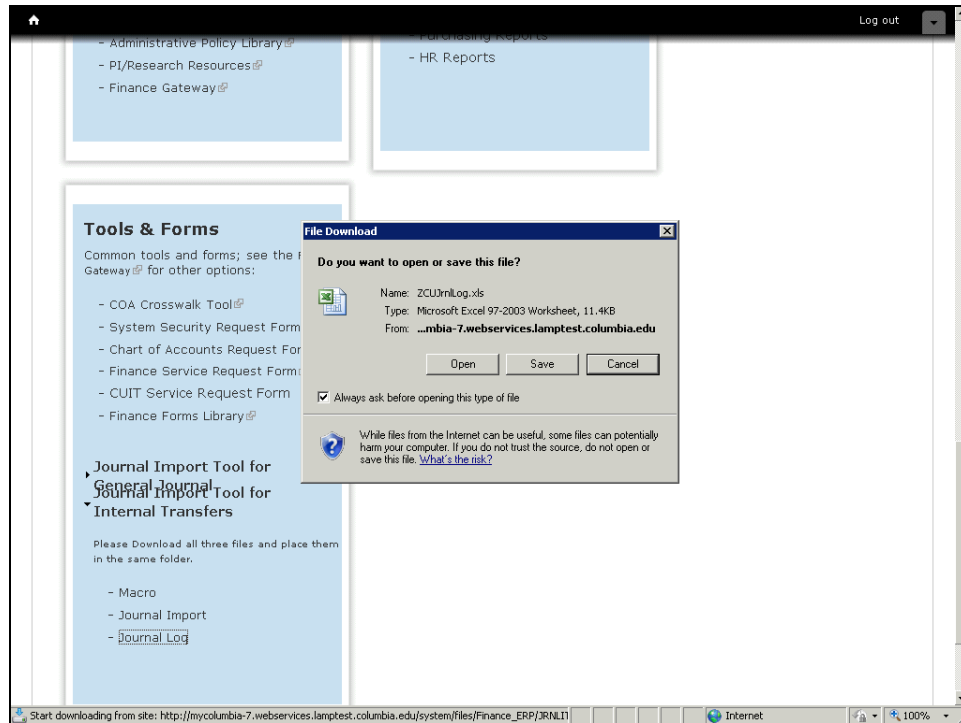 Log out
- Administrative Policy Library
- PI/Research Resources
- Finance Gateway
- Purchasing Reports
- HR Reports
Tools & Forms
Common tools and forms; see the
Gateway for other options:
- COA Crosswalk Tool
- System Security Request Form
- Chart of Accounts Request For
- Finance Service Request Form
- CUIT Service Request Form
- Finance Forms Library
Journal Import Tool for
General Journal
Journal Import Tool for
Internal Transfers
Please Download all three files and place them
in the same folder.
- Macro
- Journal Import
- Journal Log
File Download
Do you want to open or save this file?
Name: ZCUJrnlLog.xls
Type: Microsoft Excel 97-2003 Worksheet, 11.4KB
From: ...mbia-7.webservices.lamptest.columbia.edu
Open
Save
Cancel
Always ask before opening this type of file
While files from the Internet can be useful, some files can potentially
harm your computer. If you do not trust the source, do not open or
save this file. What's the risk?
Start downloading from site: http://mycolumbia-7.webservices.lamptest.columbia.edu/system/files/Finance_ERP/JRNLIT
Internet
100%